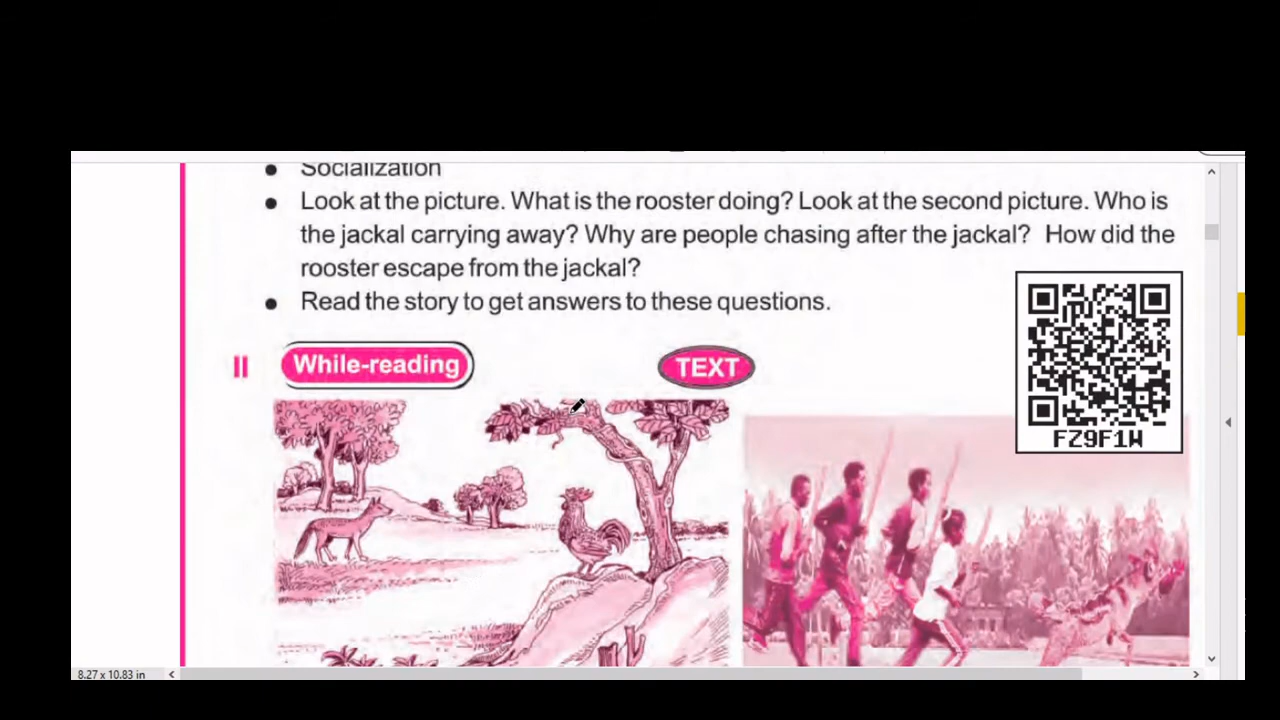 Socialization
Look at the picture. What is the rooster doing? Look at the second picture. Who is
the jackal carrying away? Why are people chasing after the jackal? How did the
rooster escape from the jackal?
Read the story to get answers to these questions.
II While-reading TEXT
FZ9F1W
8.27 x 10.83 in